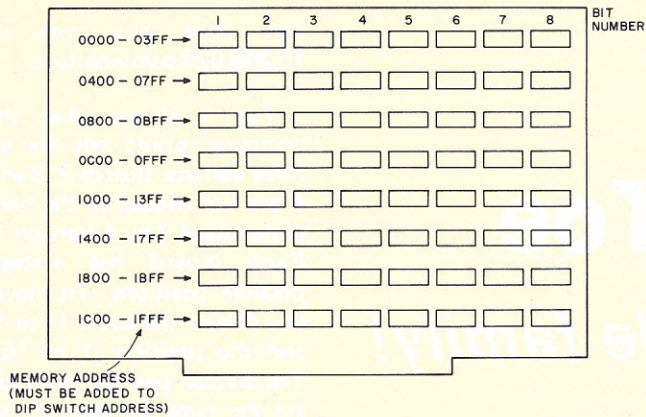 1 2 3 4 5 6 7 8 BIT
NUMBER
0000 - 03FF
0400 - 07FF
0800 - 0BFF
0C00 - 0FFF
1000 - 13FF
1400 - 17FF
1800 - 1BFF
1C00 - 1FFF
MEMORY ADDRESS
(MUST BE ADDED TO
DIP SWITCH ADDRESS)